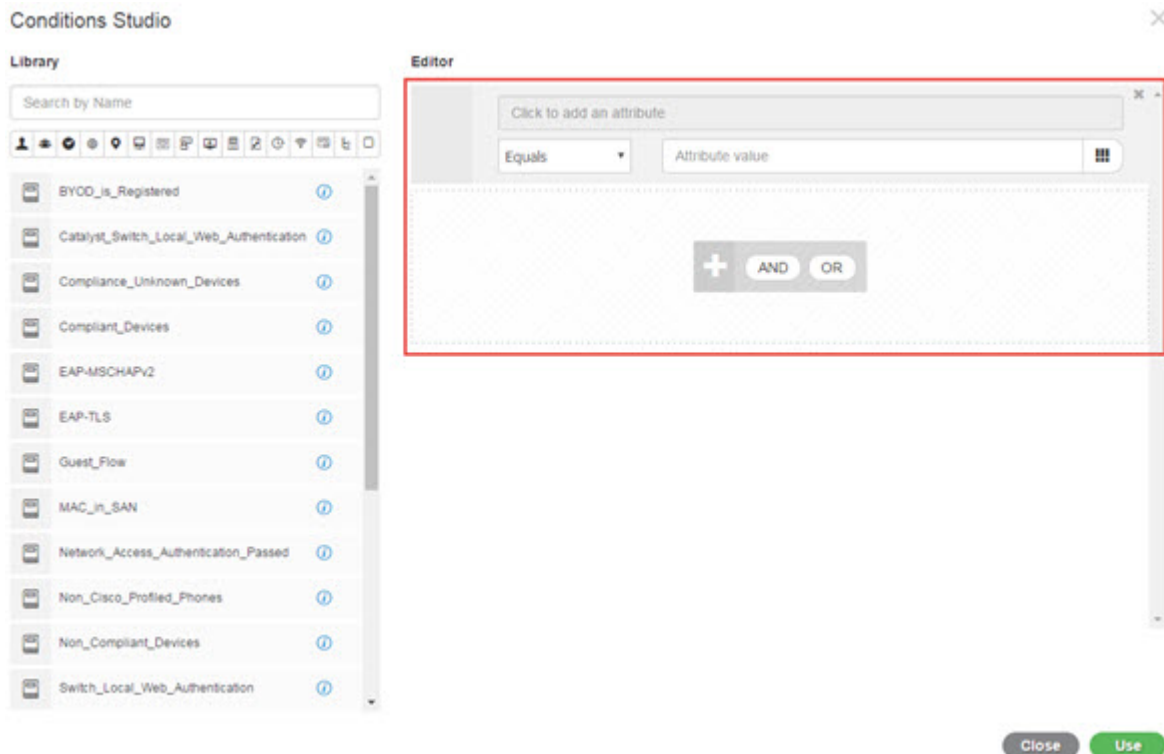 Conditions Studio
Library
Search by Name
BYOD_is_Registered
Catalyst_Switch_Local_Web_Authentication
Compliance_Unknown_Devices
Compliant_Devices
EAP-MSCHAPv2
EAP-TLS
Guest_Flow
MAC_in_SAN
Network_Access_Authentication_Passed
Non_Cisco_Profiled_Phones
Non_Compliant_Devices
Switch_Local_Web_Authentication
Editor
Click to add an attribute
Equals
Attribute value
AND
OR
Close
Use